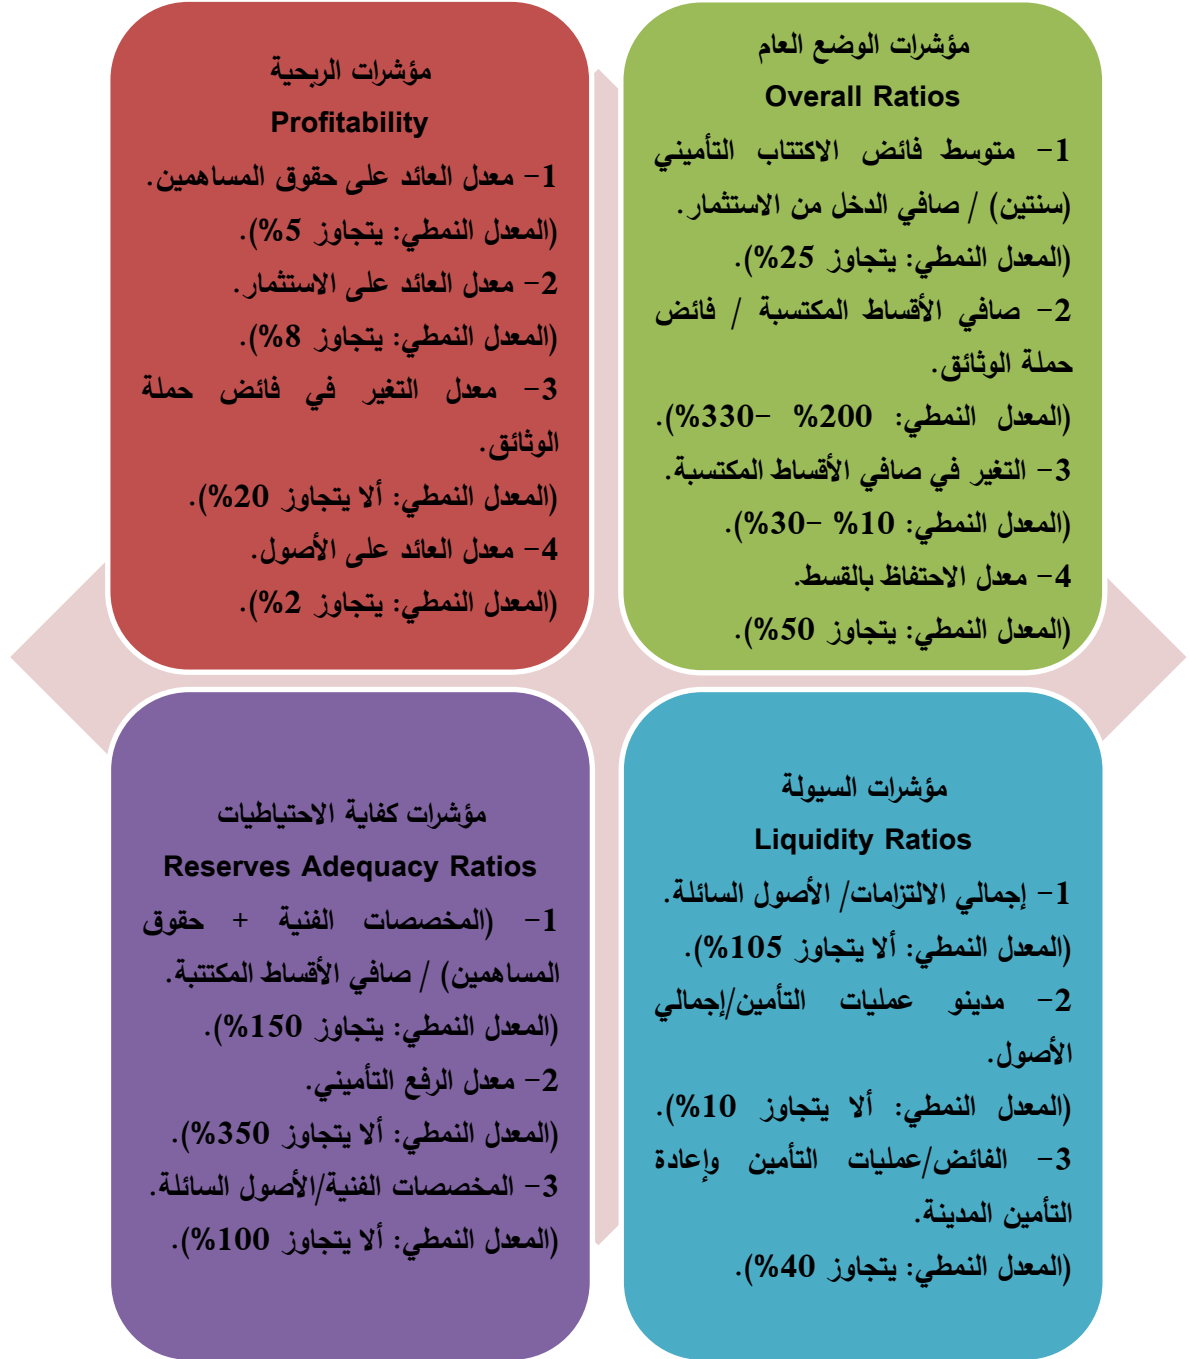 مؤشرات الوضع العام
Overall Ratios
1- متوسط فائض الاكتتاب التأميني
(سنتين) / صافي الدخل من الاستثمار.
(المعدل النمطي: يتجاوز 25%).
2- صافي الأقساط المكتسبة / فائض
حملة الوثائق.
(المعدل النمطي: 200% -330%).
3- التغير في صافي الأقساط المكتسبة.
(المعدل النمطي: 10% -30%).
4- معدل الاحتفاظ بالقسط.
(المعدل النمطي: يتجاوز 50%).
مؤشرات الربحية
Profitability
1- معدل العائد على حقوق المساهمين.
(المعدل النمطي: يتجاوز 5%).
2- معدل العائد على الاستثمار.
(المعدل النمطي: يتجاوز 8%).
3- معدل التغير في فائض حملة
الوثائق.
(المعدل النمطي: ألا يتجاوز 20%).
4- معدل العائد على الأصول.
(المعدل النمطي: يتجاوز 2%).
مؤشرات السيولة
Liquidity Ratios
1- إجمالي الالتزامات/ الأصول السائلة.
(المعدل النمطي: ألا يتجاوز 105%).
2- مدينو عمليات التأمين/إجمالي
الأصول.
(المعدل النمطي: ألا يتجاوز 10%).
3- الفائض/عمليات التأمين وإعادة
التأمين المدينة.
(المعدل النمطي: يتجاوز 40%).
مؤشرات كفاية الاحتياطيات
Reserves Adequacy Ratios
1- (المخصصات الفنية + حقوق
المساهمين) / صافي الأقساط المكتتبة.
(المعدل النمطي: يتجاوز 150%).
2- معدل الرفع التأميني.
(المعدل النمطي: ألا يتجاوز 350%).
3- المخصصات الفنية/الأصول السائلة.
(المعدل النمطي: ألا يتجاوز 100%).